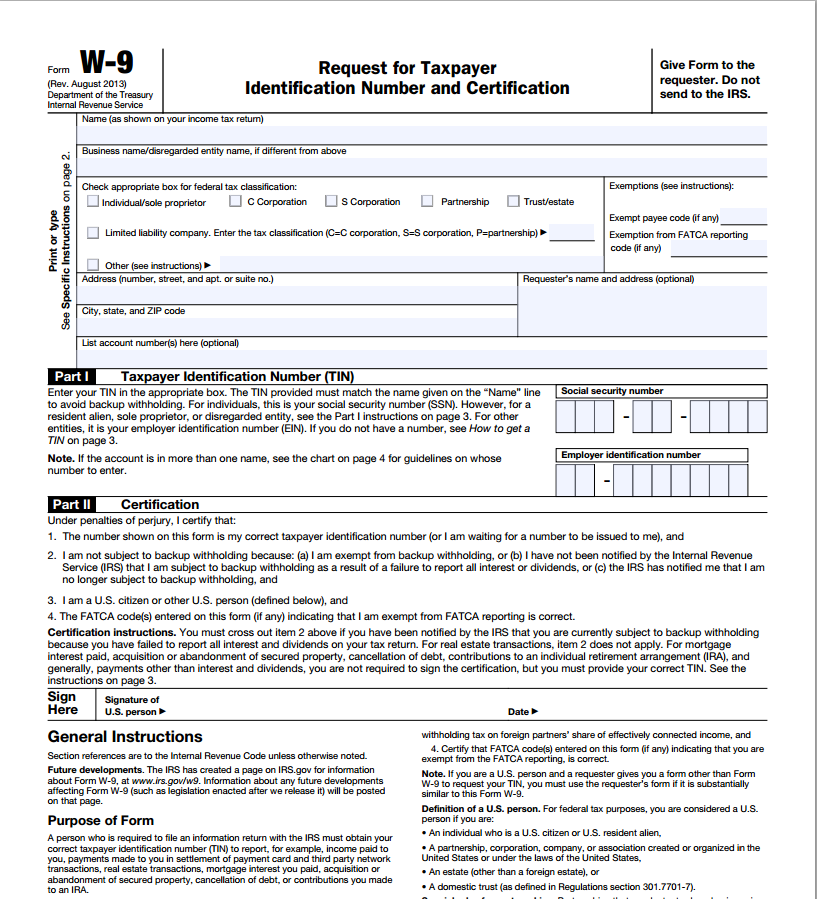 Form W-9
(Rev. August 2013)
Department of the Treasury
Internal Revenue Service
Request for Taxpayer
Identification Number and Certification
Give Form to the
requester. Do not
send to the IRS.
Print or type
See Specific Instructions on page 2.
Name (as shown on your income tax return)
Business name/disregarded entity name, if different from above
Check appropriate box for federal tax classification:
Individual/sole proprietor C Corporation S Corporation Partnership Trust/estate
Limited liability company. Enter the tax classification (C=C corporation, S=S corporation, P=partnership) ▶
Other (see instructions) ▶
Exemptions (see instructions):
Exempt payee code (if any)
Exemption from FATCA reporting
code (if any)
Address (number, street, and apt. or suite no.)
Requester's name and address (optional)
City, state, and ZIP code
List account number(s) here (optional)
Part I Taxpayer Identification Number (TIN)
Enter your TIN in the appropriate box. The TIN provided must match the name given on the “Name” line
to avoid backup withholding. For individuals, this is your social security number (SSN). However, for a
resident alien, sole proprietor, or disregarded entity, see the Part I instructions on page 3. For other
entities, it is your employer identification number (EIN). If you do not have a number, see How to get a
TIN on page 3.
Note. If the account is in more than one name, see the chart on page 4 for guidelines on whose
number to enter.
Social security number
– –
Employer identification number
–
Part II Certification
Under penalties of perjury, I certify that:
1. The number shown on this form is my correct taxpayer identification number (or I am waiting for a number to be issued to me), and
2. I am not subject to backup withholding because: (a) I am exempt from backup withholding, or (b) I have not been notified by the Internal Revenue
Service (IRS) that I am subject to backup withholding as a result of a failure to report all interest or dividends, or (c) the IRS has notified me that I am
no longer subject to backup withholding, and
3. I am a U.S. citizen or other U.S. person (defined below), and
4. The FATCA code(s) entered on this form (if any) indicating that I am exempt from FATCA reporting is correct.
Certification instructions. You must cross out item 2 above if you have been notified by the IRS that you are currently subject to backup withholding
because you have failed to report all interest and dividends on your tax return. For real estate transactions, item 2 does not apply. For mortgage
interest paid, acquisition or abandonment of secured property, cancellation of debt, contributions to an individual retirement arrangement (IRA), and
generally, payments other than interest and dividends, you are not required to sign the certification, but you must provide your correct TIN. See the
instructions on page 3.
Sign
Here
Signature of
U.S. person ▶
Date ▶
General Instructions
Section references are to the Internal Revenue Code unless otherwise noted.
Future developments. The IRS has created a page on IRS.gov for information
about Form W-9, at www.irs.gov/w9. Information about any future developments
affecting Form W-9 (such as legislation enacted after we release it) will be posted
on that page.
Purpose of Form
A person who is required to file an information return with the IRS must obtain your
correct taxpayer identification number (TIN) to report, for example, income paid to
you, payments made to you in settlement of payment card and third party network
transactions, real estate transactions, mortgage interest you paid, acquisition or
abandonment of secured property, cancellation of debt, or contributions you made
to an IRA.
withholding tax on foreign partners' share of effectively connected income, and
4. Certify that FATCA code(s) entered on this form (if any) indicating that you are
exempt from the FATCA reporting, is correct.
Note. If you are a U.S. person and a requester gives you a form other than Form
W-9 to request your TIN, you must use the requester's form if it is substantially
similar to this Form W-9.
Definition of a U.S. person. For federal tax purposes, you are considered a U.S.
person if you are:
• An individual who is a U.S. citizen or U.S. resident alien,
• A partnership, corporation, company, or association created or organized in the
United States or under the laws of the United States,
• An estate (other than a foreign estate), or
• A domestic trust (as defined in Regulations section 301.7701-7).